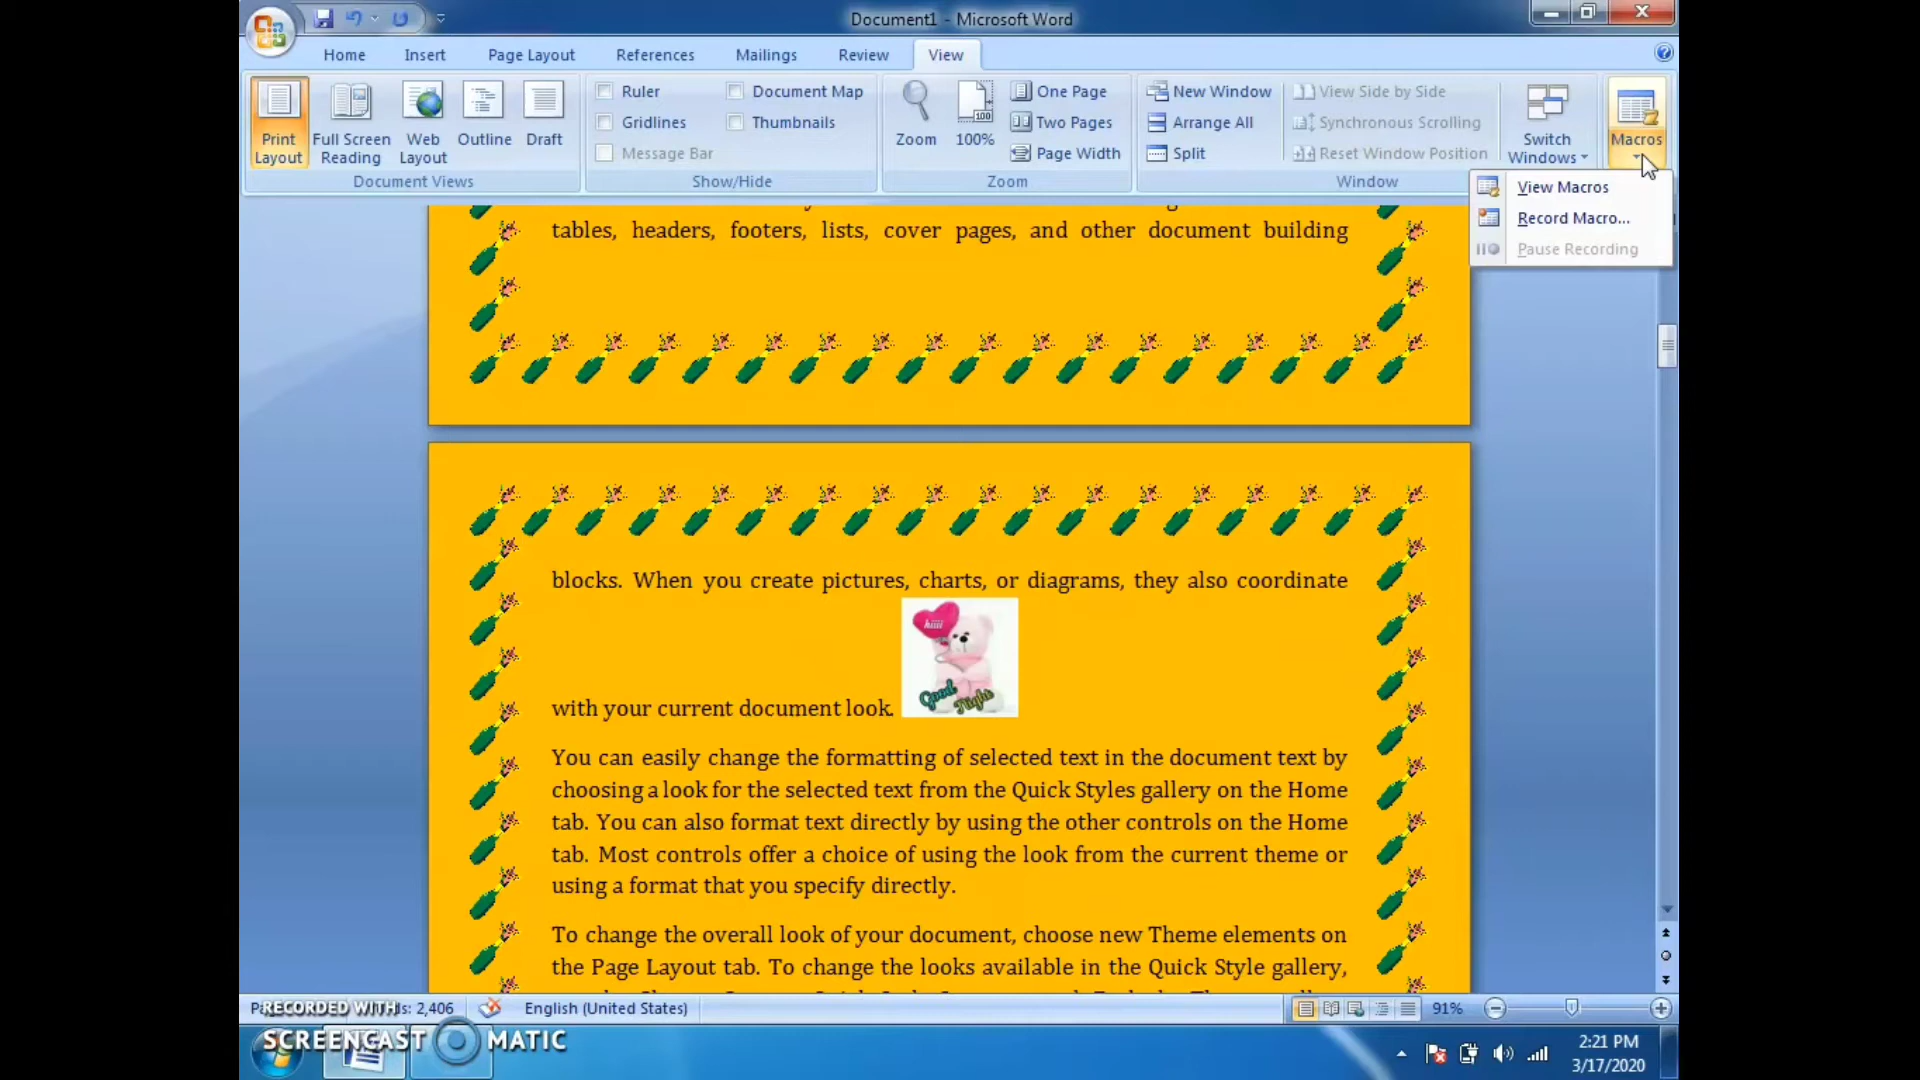 Document1 - Microsoft Word
Home Insert Page Layout References Mailings Review View
Print Layout
Full Screen Reading
Web Layout
Outline
Draft
Document Views
Ruler
Gridlines
Message Bar
Document Map
Thumbnails
Show/Hide
Zoom
100%
One Page
Two Pages
Page Width
Zoom
New Window
Arrange All
Split
View Side by Side
Synchronous Scrolling
Reset Window Position
Window
Switch Windows
Macros
View Macros
Record Macro...
Pause Recording
tables, headers, footers, lists, cover pages, and other document building
blocks. When you create pictures, charts, or diagrams, they also coordinate
hiiii
Good
Night
with your current document look.
You can easily change the formatting of selected text in the document text by
choosing a look for the selected text from the Quick Styles gallery on the Home
tab. You can also format text directly by using the other controls on the Home
tab. Most controls offer a choice of using the look from the current theme or
using a format that you specify directly.
To change the overall look of your document, choose new Theme elements on
the Page Layout tab. To change the looks available in the Quick Style gallery,
2,406
English (United States)
91%
RECORDED WITH
SCREENCAST MATIC
2:21 PM
3/17/2020